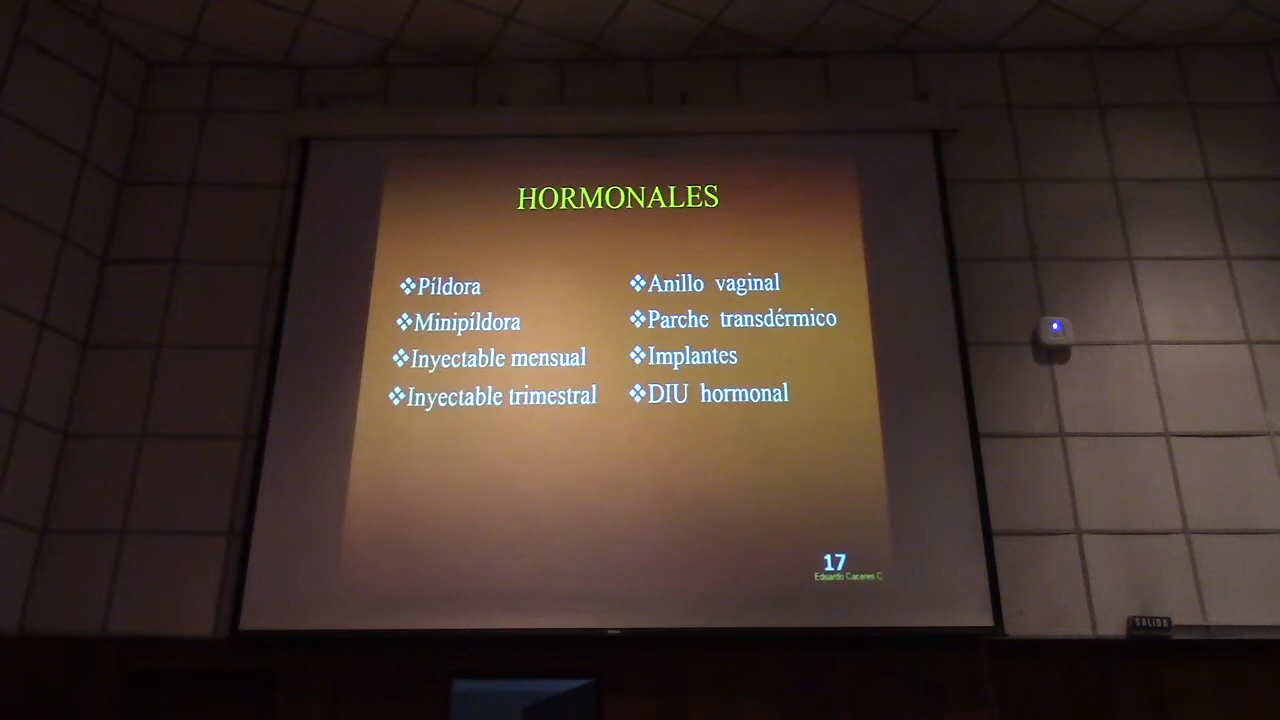 HORMONALES
❖Píldora
❖Minipíldora
❖Inyectable mensual
❖Inyectable trimestral
❖Anillo vaginal
❖Parche transdérmico
❖Implantes
❖DIU hormonal
17
Eduardo Caceres C
SALIDA